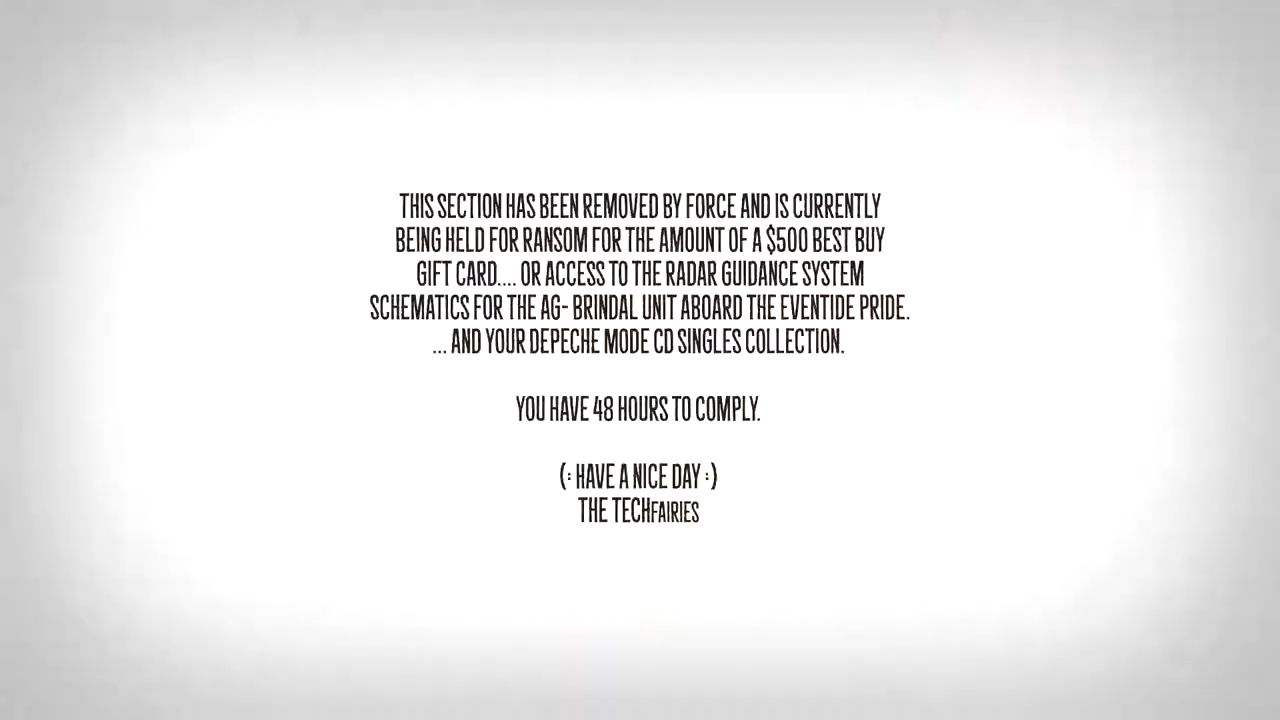 THIS SECTION HAS BEEN REMOVED BY FORCE AND IS CURRENTLY
BEING HELD FOR RANSOM FOR THE AMOUNT OF A $500 BEST BUY
GIFT CARD.... OR ACCESS TO THE RADAR GUIDANCE SYSTEM
SCHEMATICS FOR THE AG- BRINDAL UNIT ABOARD THE EVENTIDE PRIDE.
... AND YOUR DEPECHE MODE CD SINGLES COLLECTION.
YOU HAVE 48 HOURS TO COMPLY.
(: HAVE A NICE DAY :)
THE TECHFAIRIES